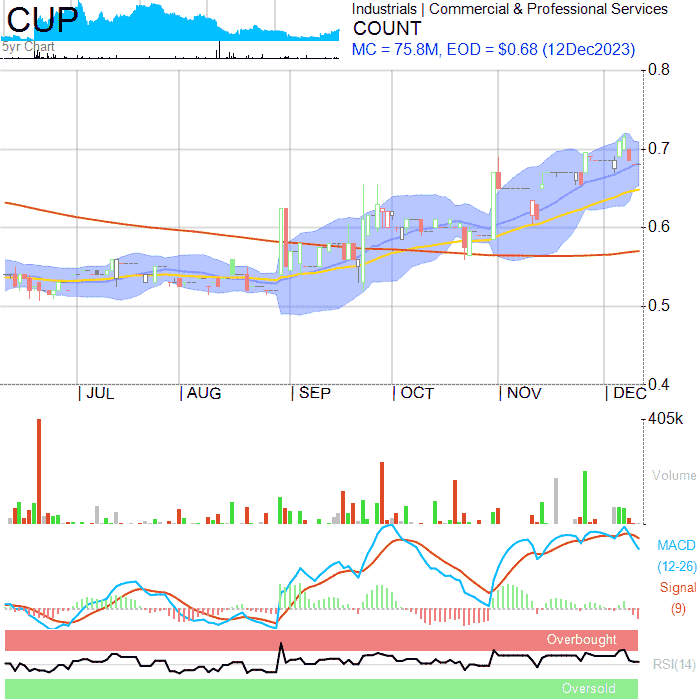 CUP
5yr Chart
Industrials | Commercial & Professional Services
COUNT
MC = 75.8M, EOD = $0.68 (12Dec2023)
0.8
0.7
0.6
0.5
0.4
| JUL | AUG | SEP | OCT | NOV | DEC
405k
Volume
MACD
(12-26)
Signal
(9)
Overbought
RSI(14)
Oversold